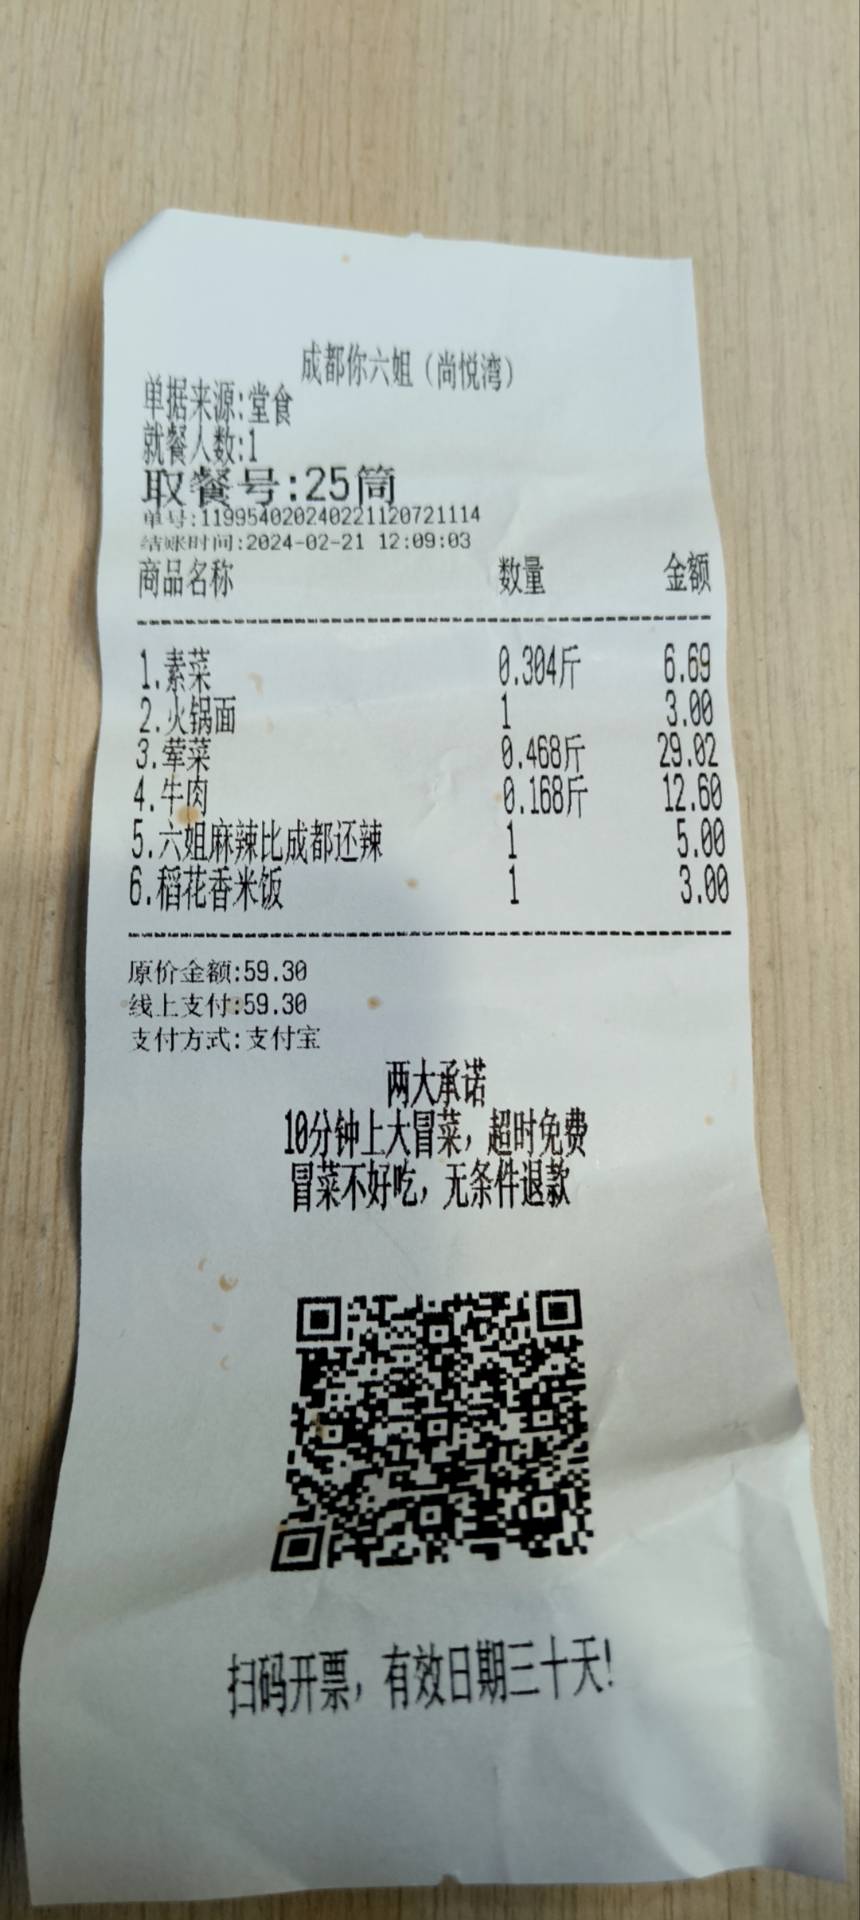 成都你六姐（尚悦湾）
单据来源:堂食
就餐人数:1
取餐号:25筒
单号:119954020240221120721114
结账时间:2024-02-21 12:09:03
商品名称 数量 金额
1.素菜 0.304斤 6.69
2.火锅面 1 3.00
3.荤菜 0.468斤 29.02
4.牛肉 0.168斤 12.60
5.六姐麻辣比成都还辣 1 5.00
6.稻花香米饭 1 3.00
原价金额:59.30
线上支付:59.30
支付方式:支付宝
两大承诺
10分钟上大冒菜，超时免费
冒菜不好吃，无条件退款
扫码开票，有效日期三十天!